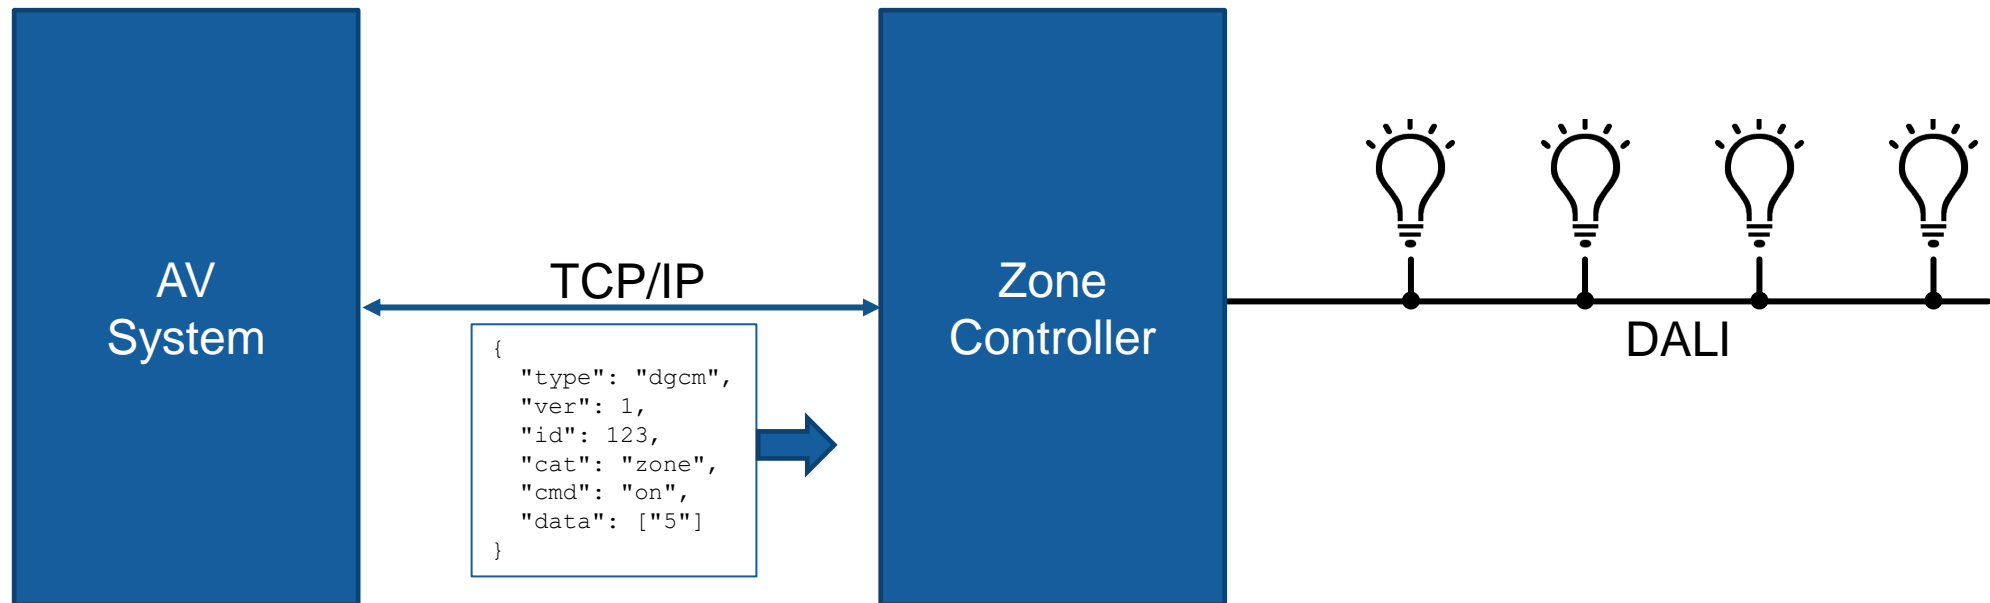 AV
System
TCP/IP
{
  "type": "dgcm",
  "ver": 1,
  "id": 123,
  "cat": "zone",
  "cmd": "on",
  "data": ["5"]
}
Zone
Controller
DALI